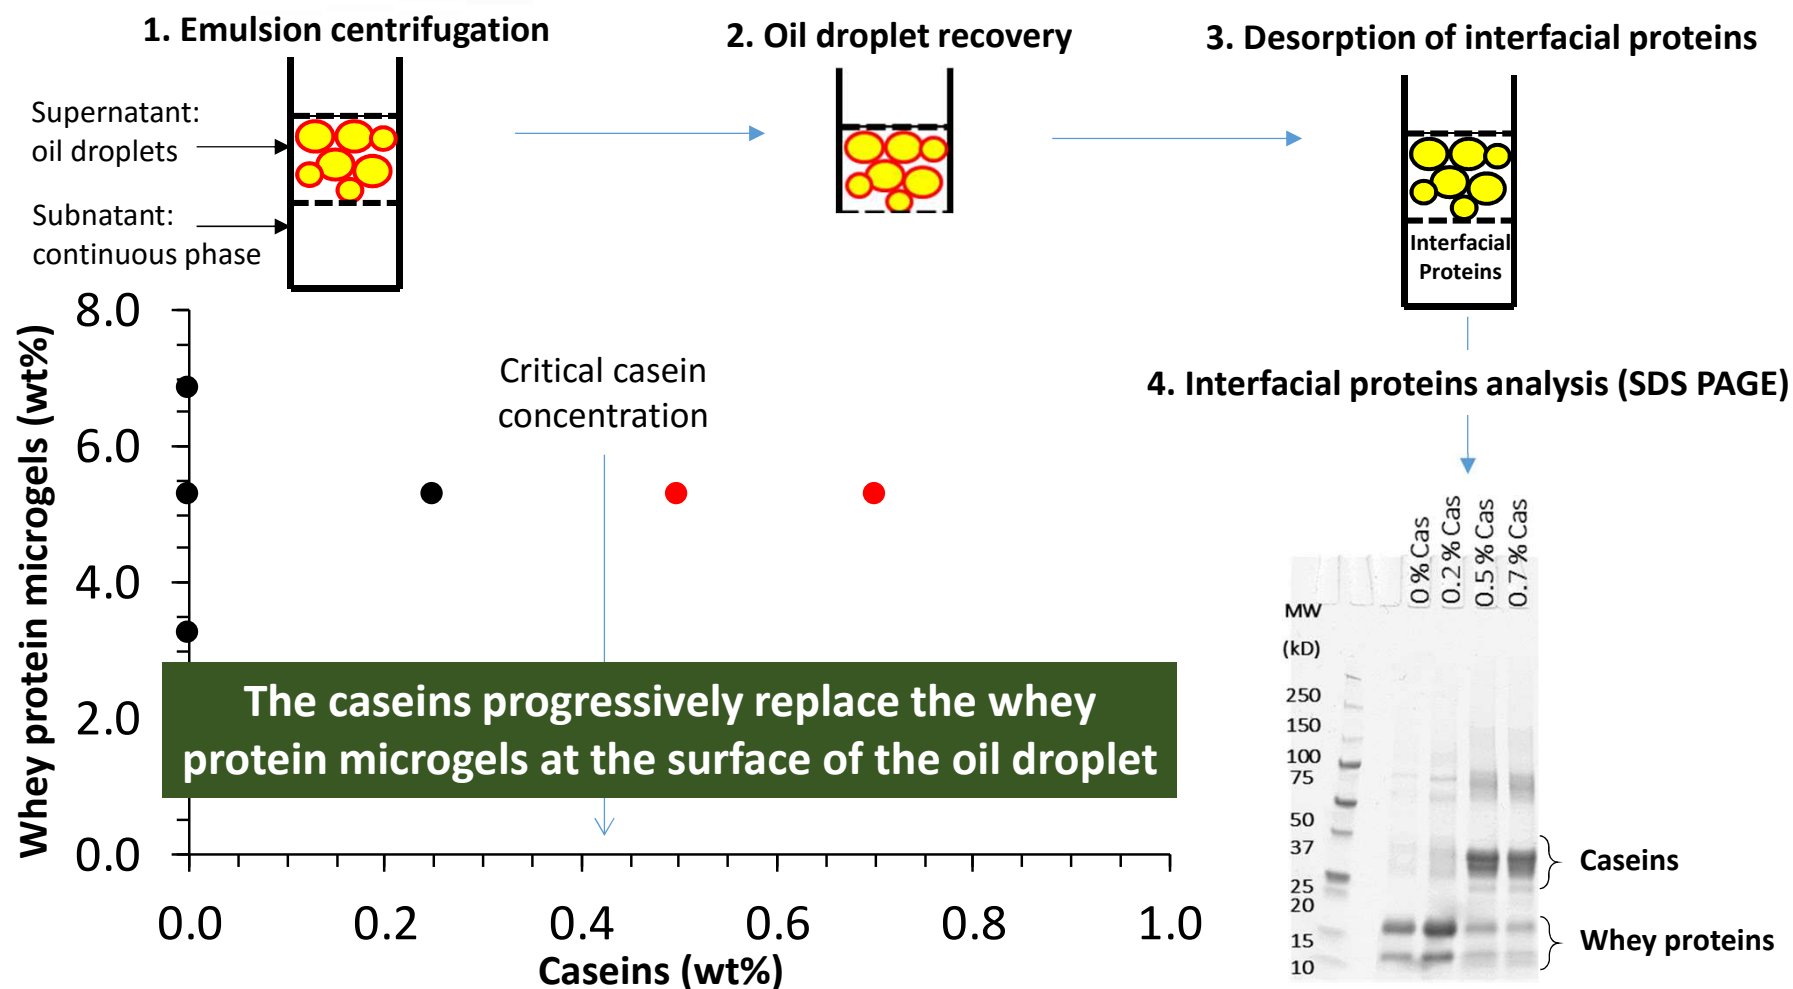 1. Emulsion centrifugation
2. Oil droplet recovery
3. Desorption of interfacial proteins
Supernatant:
oil droplets
Subnatant:
continuous phase
Interfacial
Proteins
4. Interfacial proteins analysis (SDS PAGE)
Whey protein microgels (wt%)
8.0
6.0
4.0
2.0
0.0
Critical casein
concentration
The caseins progressively replace the whey
protein microgels at the surface of the oil droplet
0.0 0.2 0.4 0.6 0.8 1.0
Caseins (wt%)
0% Cas
0.2% Cas
0.5% Cas
0.7% Cas
MW
(kD)
250
150
100
75
50
37
25
20
15
10
Caseins
Whey proteins